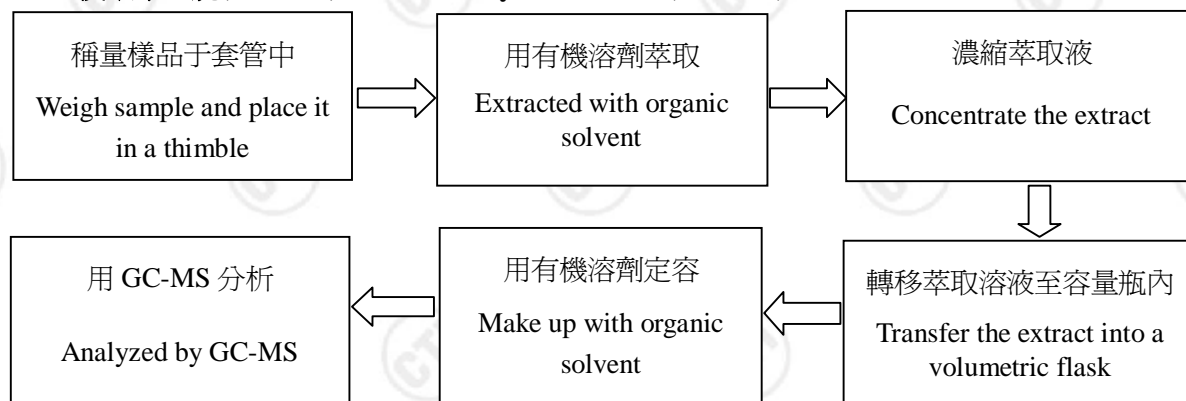 稱量樣品于套管中
Weigh sample and place it
in a thimble
用有機溶劑萃取
Extracted with organic
solvent
濃縮萃取液
Concentrate the extract
轉移萃取溶液至容量瓶內
Transfer the extract into a
volumetric flask
用有機溶劑定容
Make up with organic
solvent
用 GC-MS 分析
Analyzed by GC-MS